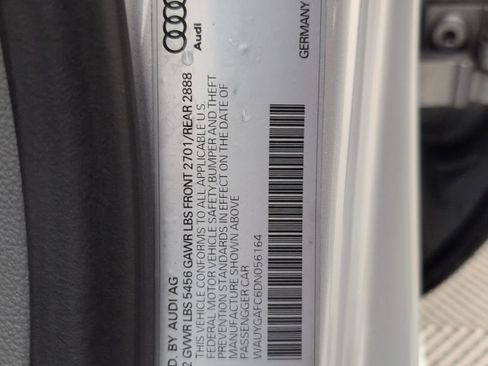 Audi
GERMANY
D. BY AUDI AG
2 GVWR LBS 5456 GAWR LBS FRONT 2701/REAR 2888
THIS VEHICLE CONFORMS TO ALL APPLICABLE U S
FEDERAL MOTOR VEHICLE SAFETY, BUMPER AND THEFT
PREVENTION STANDARDS IN EFFECT ON THE DATE OF
MANUFACTURE SHOWN ABOVE
PASSENGGER CAR
WAUYGAFC6DN056164